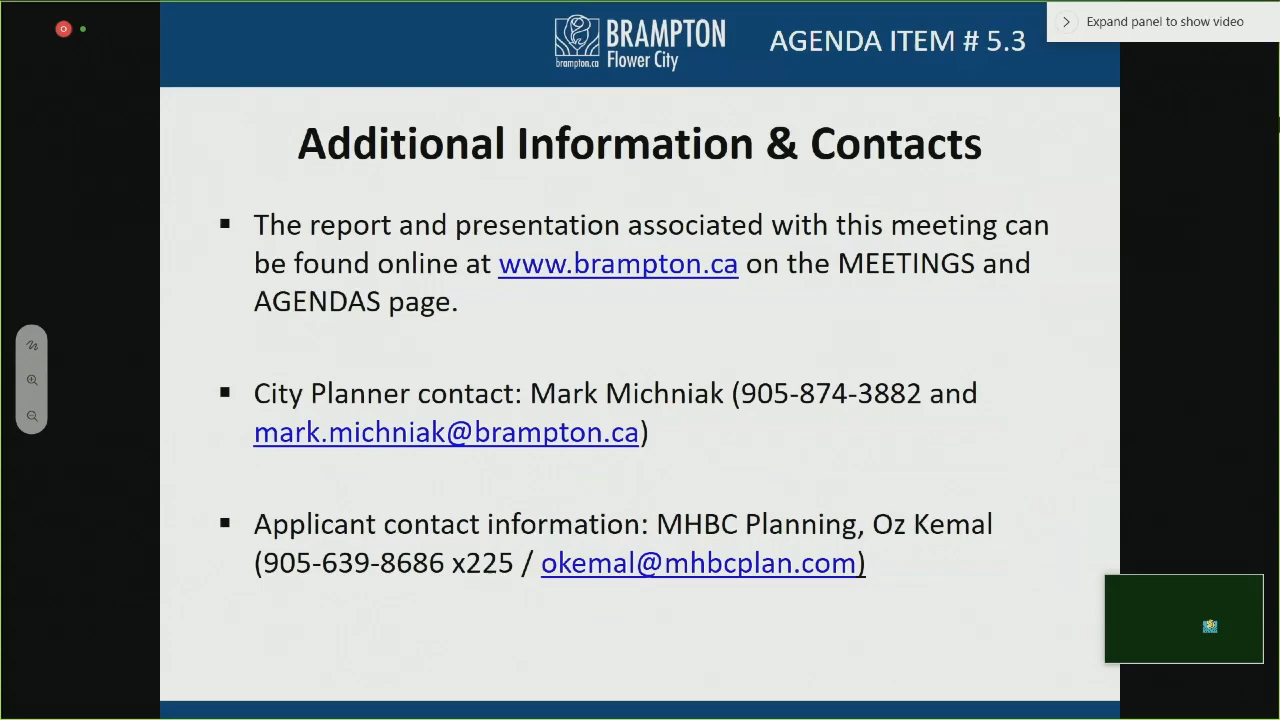 BRAMPTON
brampton.ca
Flower City
AGENDA ITEM # 5.3
Expand panel to show video
Additional Information & Contacts
▪ The report and presentation associated with this meeting can
be found online at www.brampton.ca on the MEETINGS and
AGENDAS page.
▪ City Planner contact: Mark Michniak (905-874-3882 and
mark.michniak@brampton.ca)
▪ Applicant contact information: MHBC Planning, Oz Kemal
(905-639-8686 x225 / okemal@mhbcplan.com)